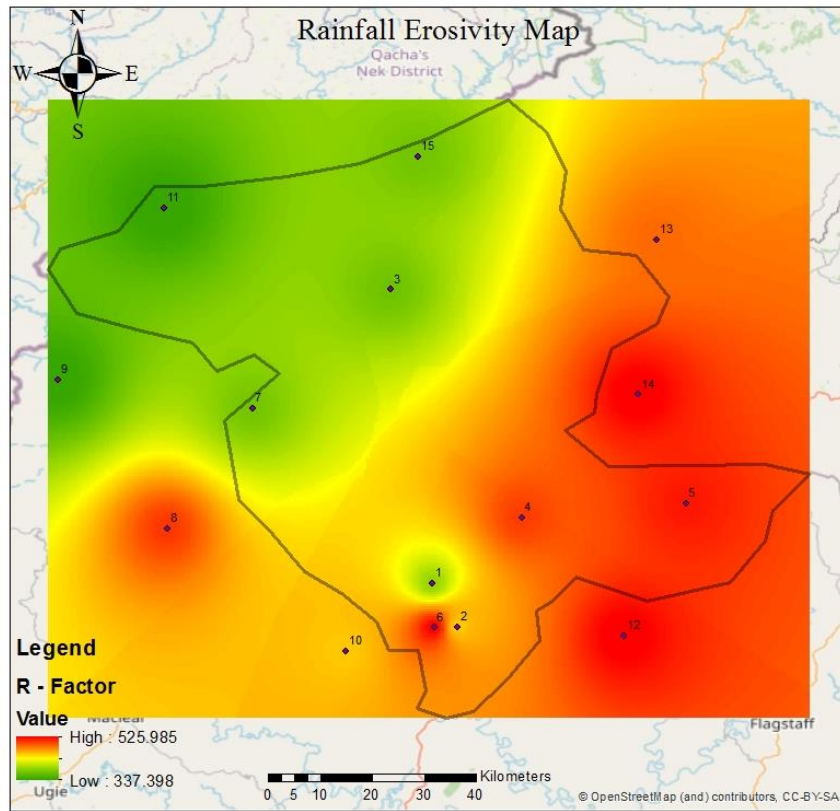 N
Rainfall Erosivity Map
Qacha's
Nek District
W E
S
15
11
13
3
9
14
7
5
4
8
1
6 2
12
10
Legend
R - Factor
Value
Maclear
High : 525.985
Flagstaff
Low : 337.398
Kilometers
Ugie
0 5 10 20 30 40
© OpenStreetMap (and) contributors, CC-BY-SA